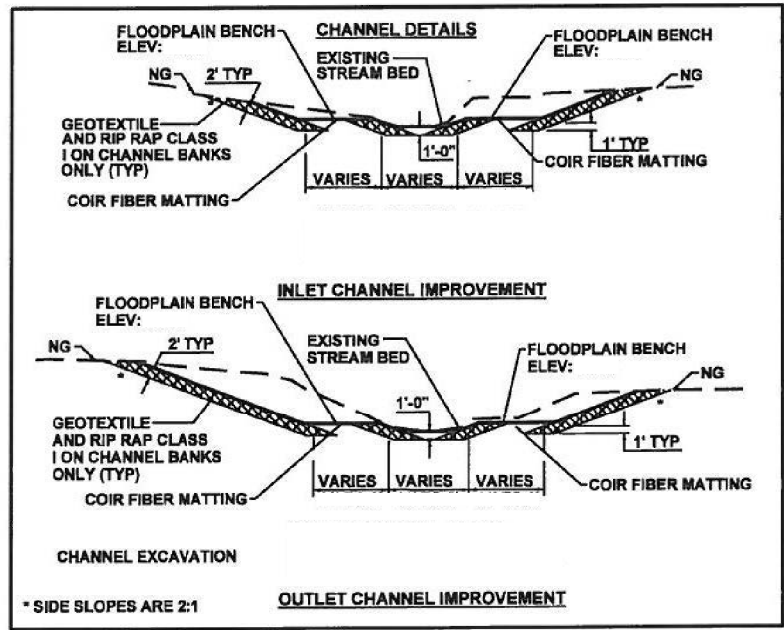 CHANNEL DETAILS
FLOODPLAIN BENCH
ELEV:
EXISTING
STREAM BED
FLOODPLAIN BENCH
ELEV:
NG
2' TYP
NG
GEOTEXTILE
AND RIP RAP CLASS
I ON CHANNEL BANKS
ONLY (TYP)
1'-0"
1' TYP
COIR FIBER MATTING
COIR FIBER MATTING
VARIES
VARIES
VARIES
INLET CHANNEL IMPROVEMENT
FLOODPLAIN BENCH
ELEV:
EXISTING
STREAM BED
FLOODPLAIN BENCH
ELEV:
NG
2' TYP
NG
1'-0"
GEOTEXTILE
AND RIP RAP CLASS
I ON CHANNEL BANKS
ONLY (TYP)
1' TYP
COIR FIBER MATTING
VARIES
VARIES
VARIES
COIR FIBER MATTING
CHANNEL EXCAVATION
* SIDE SLOPES ARE 2:1
OUTLET CHANNEL IMPROVEMENT